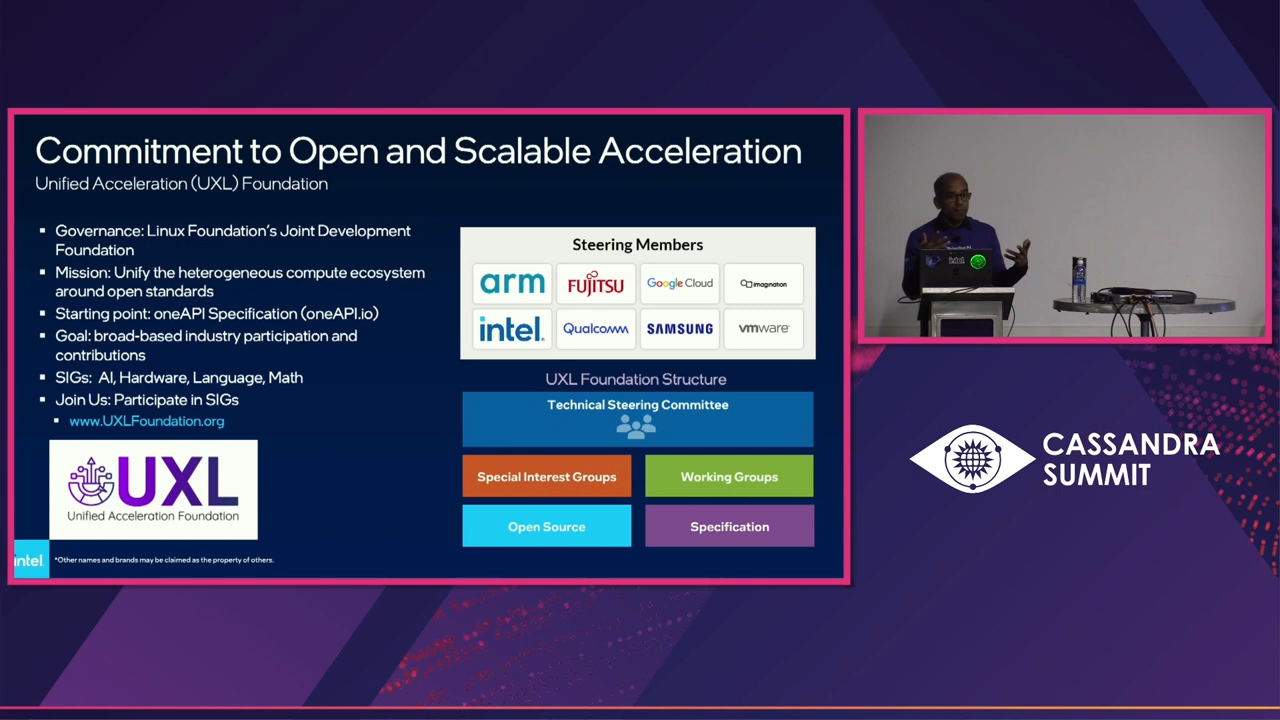 Commitment to Open and Scalable Acceleration
Unified Acceleration (UXL) Foundation
Governance: Linux Foundation's Joint Development
Foundation
Mission: Unify the heterogeneous compute ecosystem
around open standards
Starting point: oneAPI Specification (oneAPI.io)
Goal: broad-based industry participation and
contributions
SIGs: AI, Hardware, Language, Math
Join Us: Participate in SIGs
www.UXLFoundation.org
UXL
Unified Acceleration Foundation
intel.
*Other names and brands may be claimed as the property of others.
Steering Members
arm
FUJITSU
Google Cloud
imagination
intel.
Qualcomm
SAMSUNG
vmware
UXL Foundation Structure
Technical Steering Committee
Special Interest Groups
Working Groups
Open Source
Specification
intel
CASSANDRA
SUMMIT